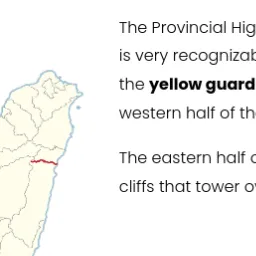 The Provincial Hig
is very recognizab
the yellow guard
western half of th
The eastern half
cliffs that tower